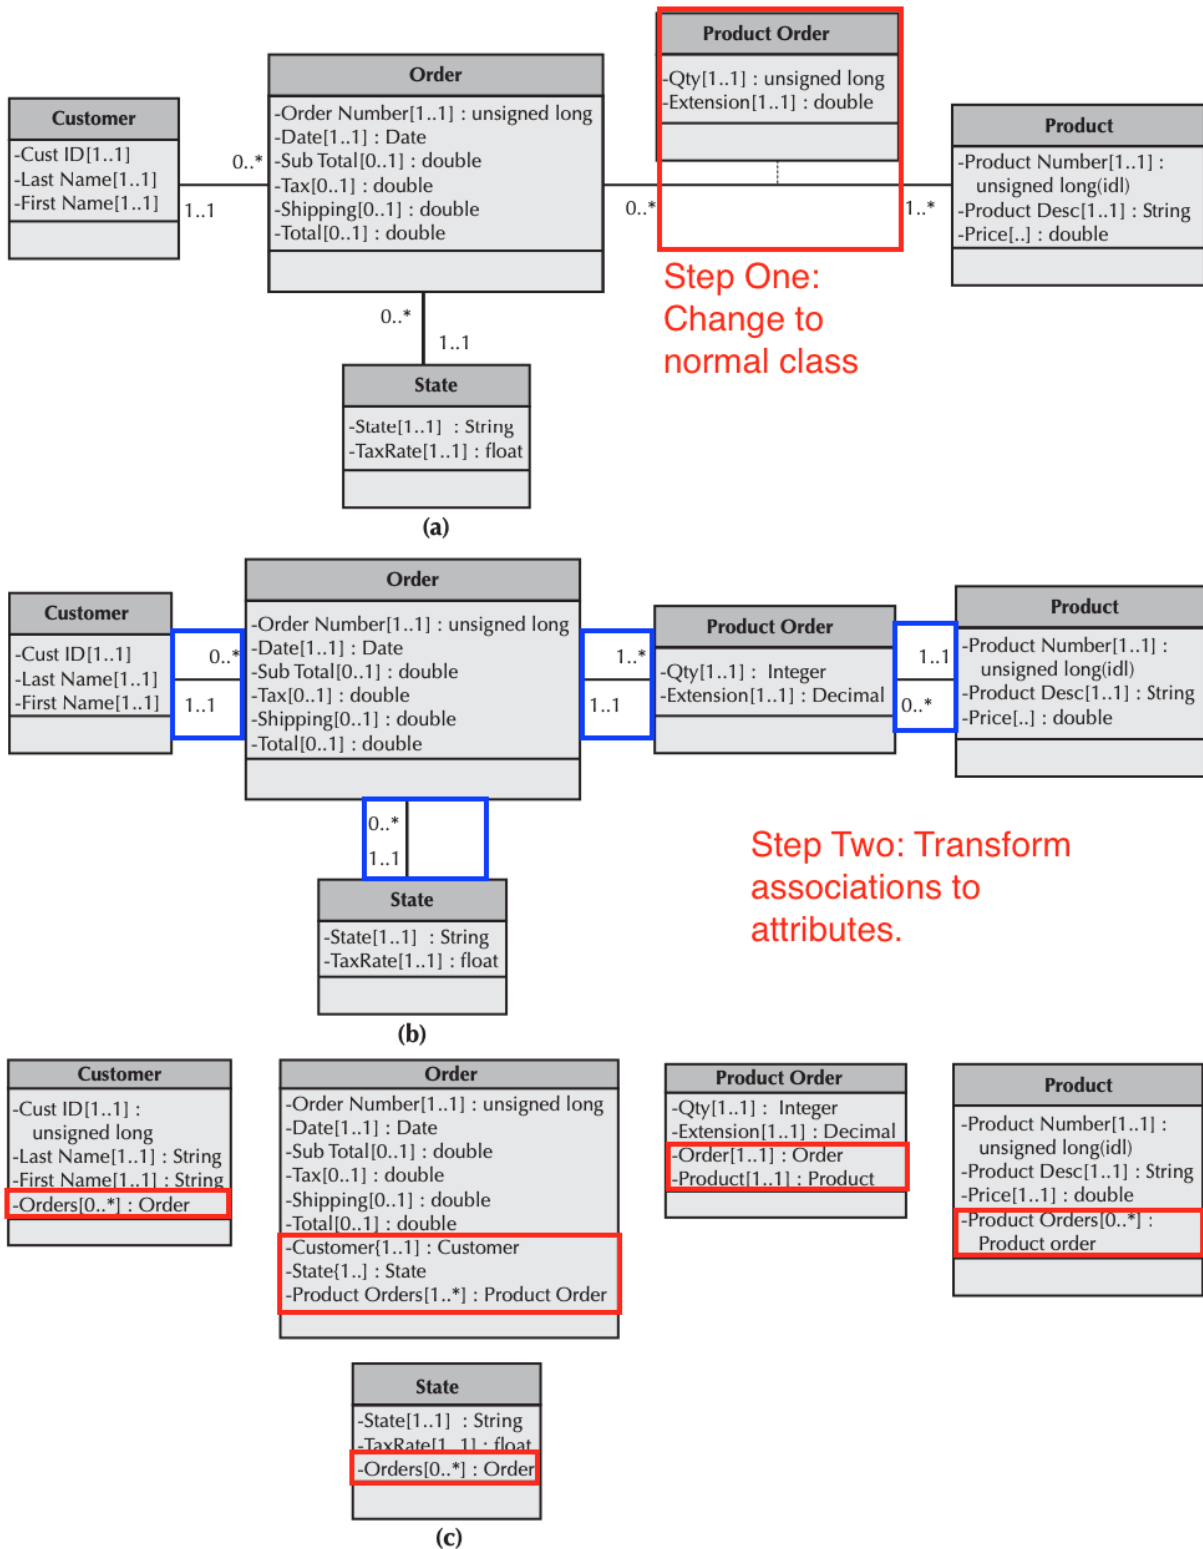 Product Order
-Qty[1..1] : unsigned long
-Extension[1..1] : double
Order
-Order Number[1..1] : unsigned long
-Date[1..1] : Date
-Sub Total[0..1] : double
-Tax[0..1] : double
-Shipping[0..1] : double
-Total[0..1] : double
Customer
-Cust ID[1..1]
-Last Name[1..1]
-First Name[1..1]
0..*
1..1
0..*
1..*
Product
-Product Number[1..1] :
unsigned long(idl)
-Product Desc[1..1] : String
-Price[..] : double
Step One:
Change to
normal class
0..*
1..1
State
-State[1..1] : String
-TaxRate[1..1] : float
(a)
Order
-Order Number[1..1] : unsigned long
-Date[1..1] : Date
-Sub Total[0..1] : double
-Tax[0..1] : double
-Shipping[0..1] : double
-Total[0..1] : double
Customer
-Cust ID[1..1]
-Last Name[1..1]
-First Name[1..1]
0..*
1..1
1..*
1..1
Product Order
-Qty[1..1] : Integer
-Extension[1..1] : Decimal
1..1
0..*
Product
-Product Number[1..1] :
unsigned long(idl)
-Product Desc[1..1] : String
-Price[..] : double
0..*
1..1
State
-State[1..1] : String
-TaxRate[1..1] : float
Step Two: Transform
associations to
attributes.
(b)
Customer
-Cust ID[1..1] :
unsigned long
-Last Name[1..1] : String
-First Name[1..1] : String
-Orders[0..*] : Order
Order
-Order Number[1..1] : unsigned long
-Date[1..1] : Date
-Sub Total[0..1] : double
-Tax[0..1] : double
-Shipping[0..1] : double
-Total[0..1] : double
-Customer{1..1] : Customer
-State{1..] : State
-Product Orders[1..*] : Product Order
Product Order
-Qty[1..1] : Integer
-Extension[1..1] : Decimal
-Order[1..1] : Order
-Product[1..1] : Product
Product
-Product Number[1..1] :
unsigned long(idl)
-Product Desc[1..1] : String
-Price[1..1] : double
-Product Orders[0..*] :
Product order
State
-State[1..1] : String
-TaxRate[1..1] : float
-Orders[0..*] : Order
(c)